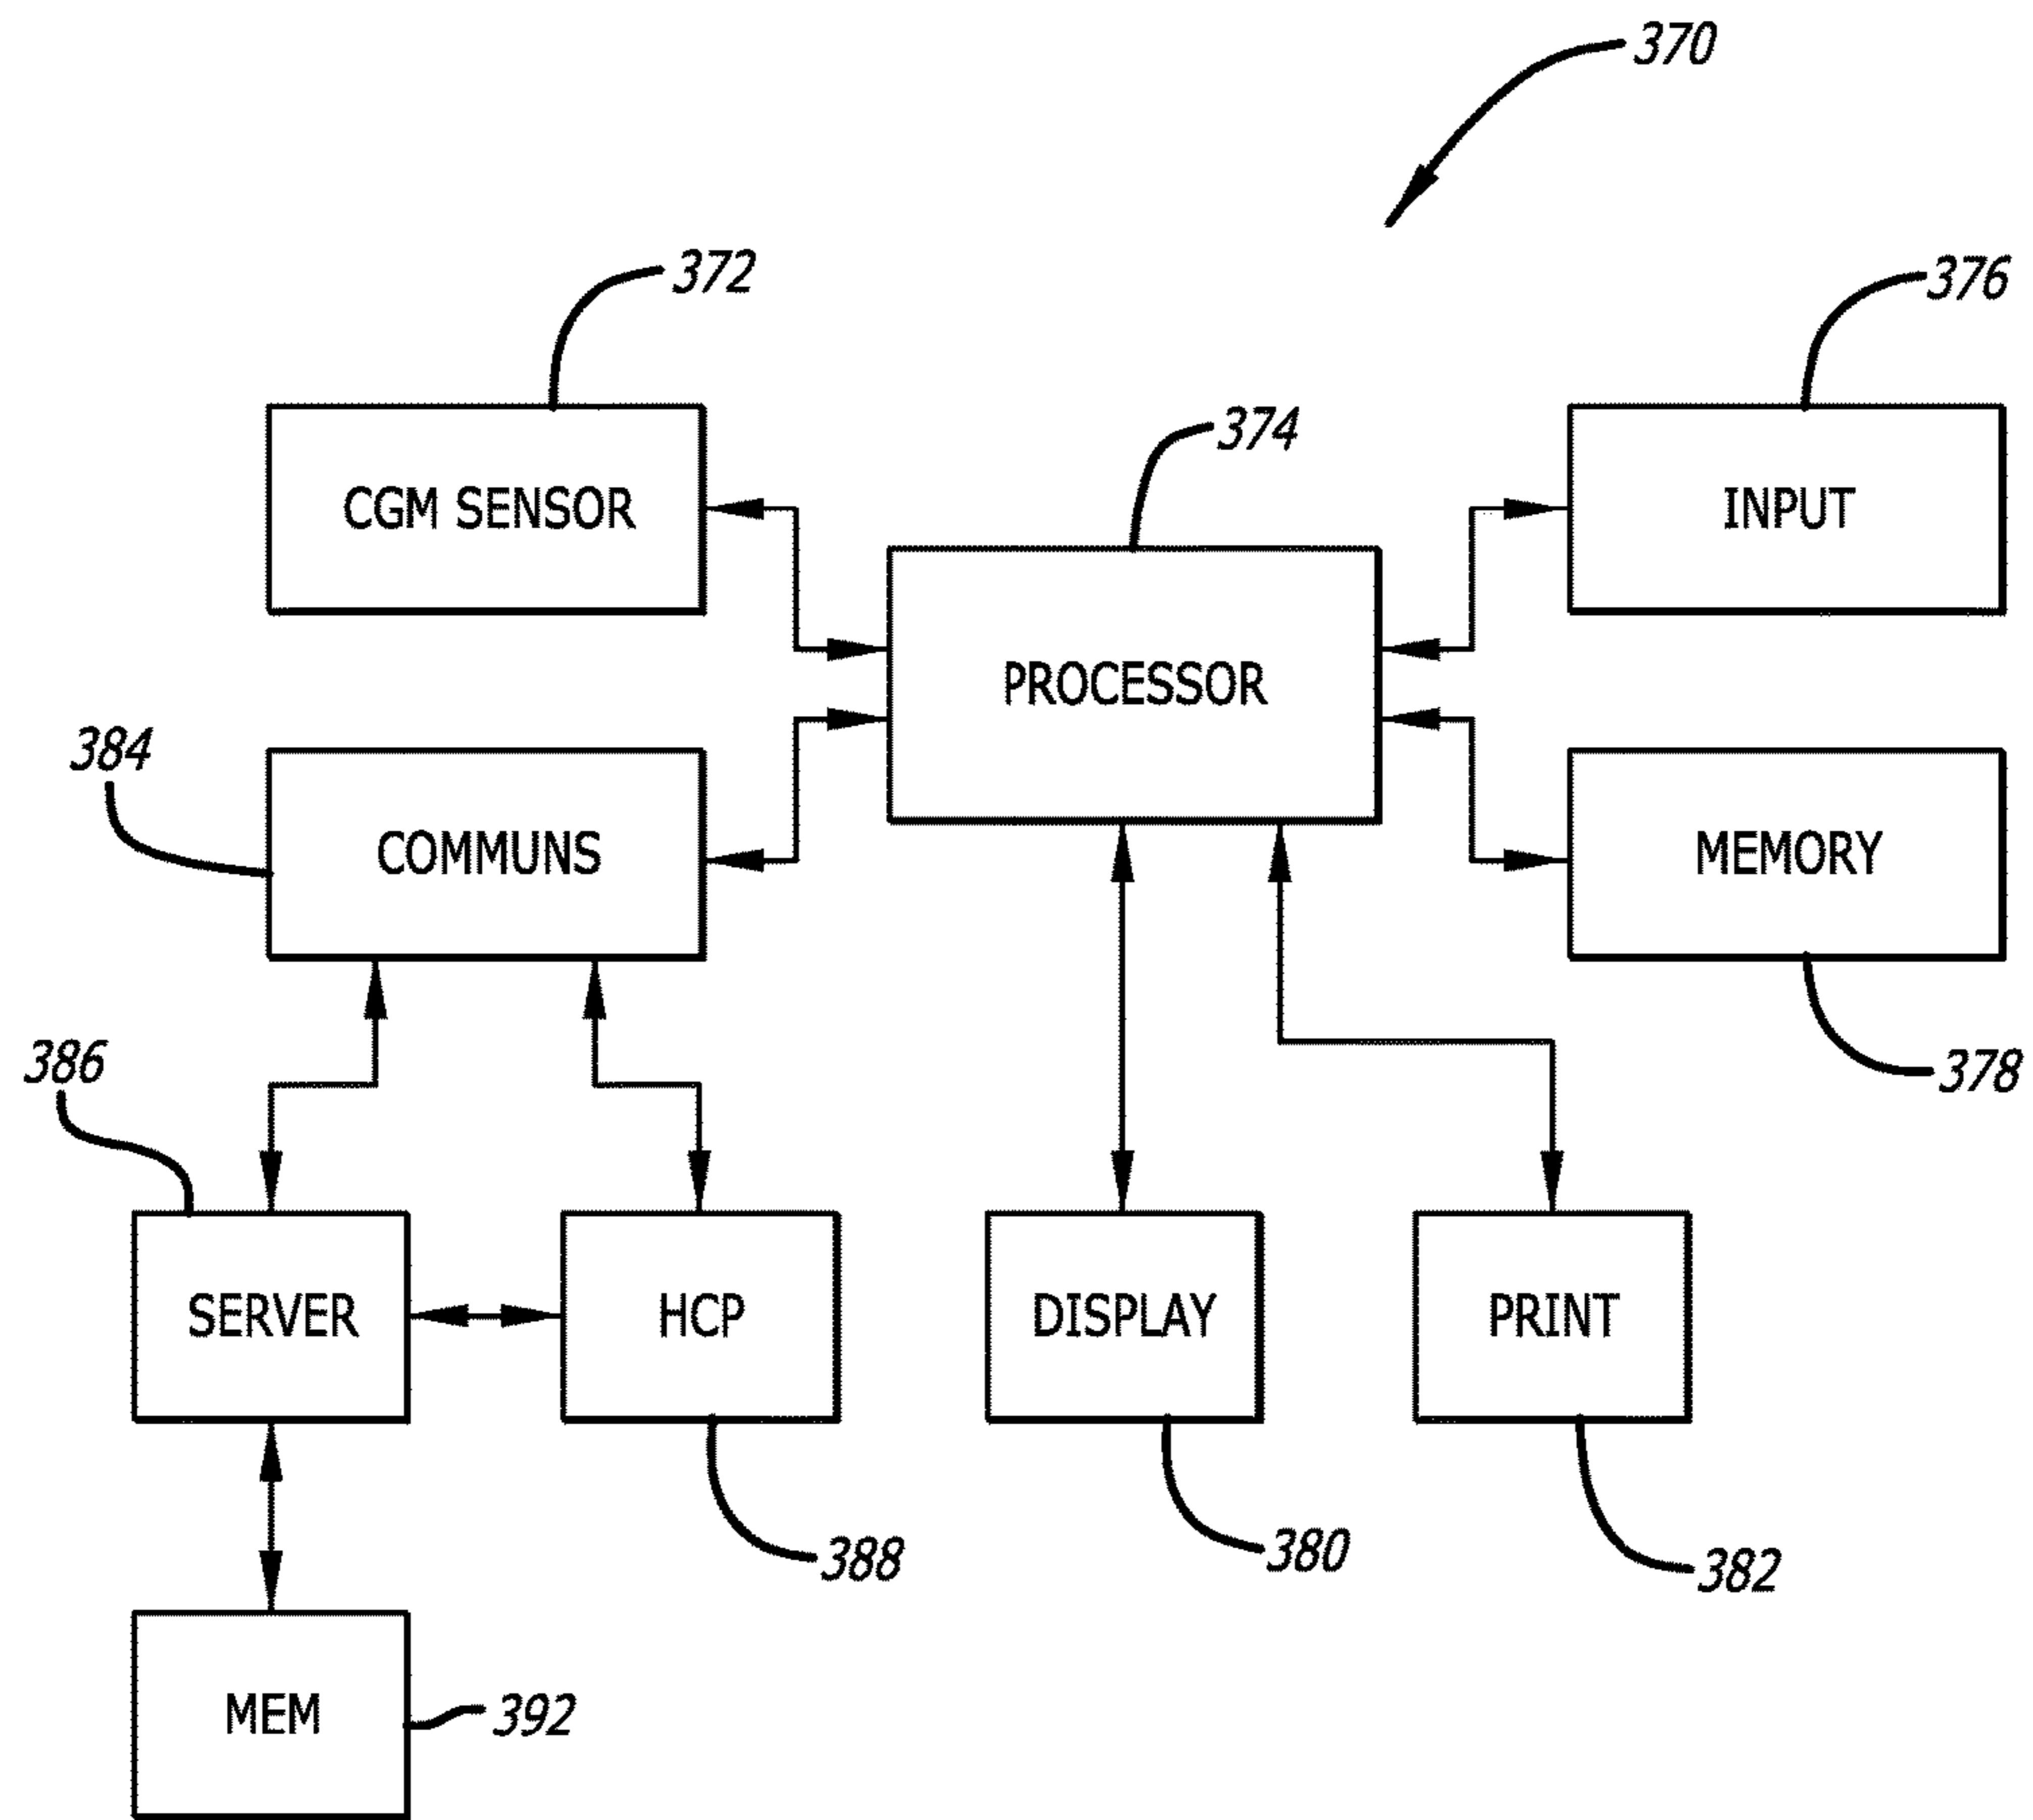 370
372
376
374
CGM SENSOR
INPUT
PROCESSOR
384
COMMUNS
MEMORY
386
378
SERVER
HCP
DISPLAY
PRINT
388
380
382
MEM
392